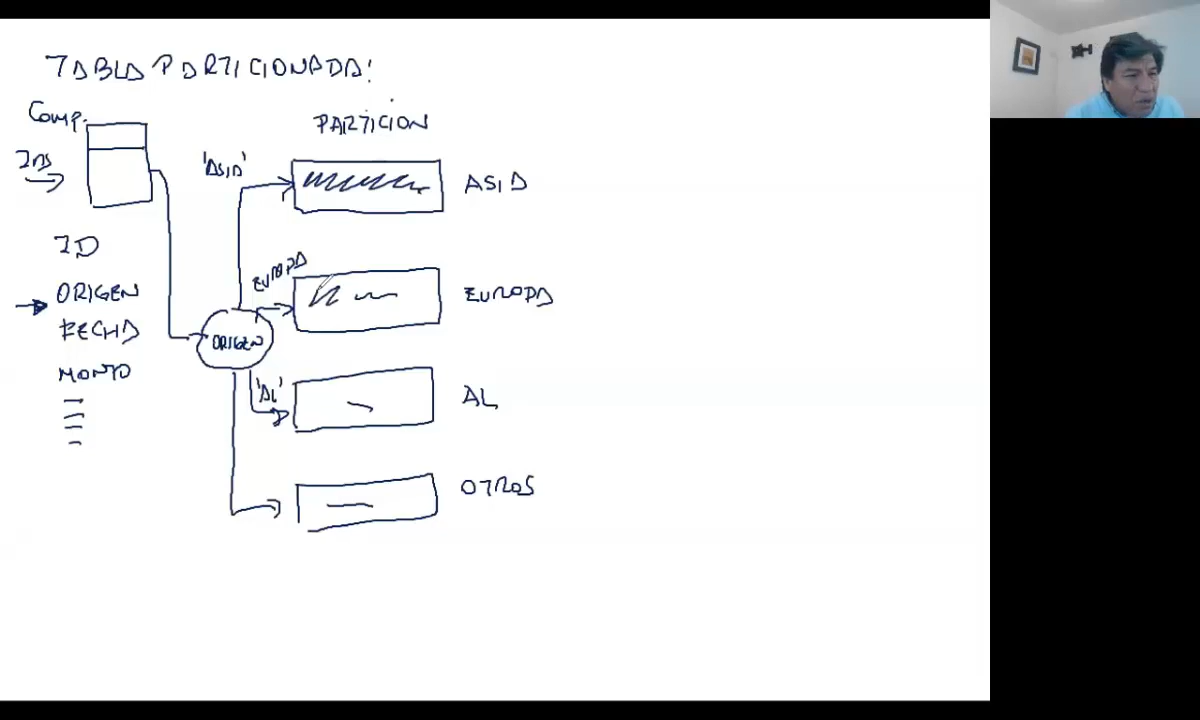 TABLA PARTICIONADA:
Comp.
PARTICION
Ins
'ASIA'
ASIA
ID
ORIGEN
FECHA
MONTO
EUROPA
EUROPA
ORIGEN
'AL'
AL
OTROS